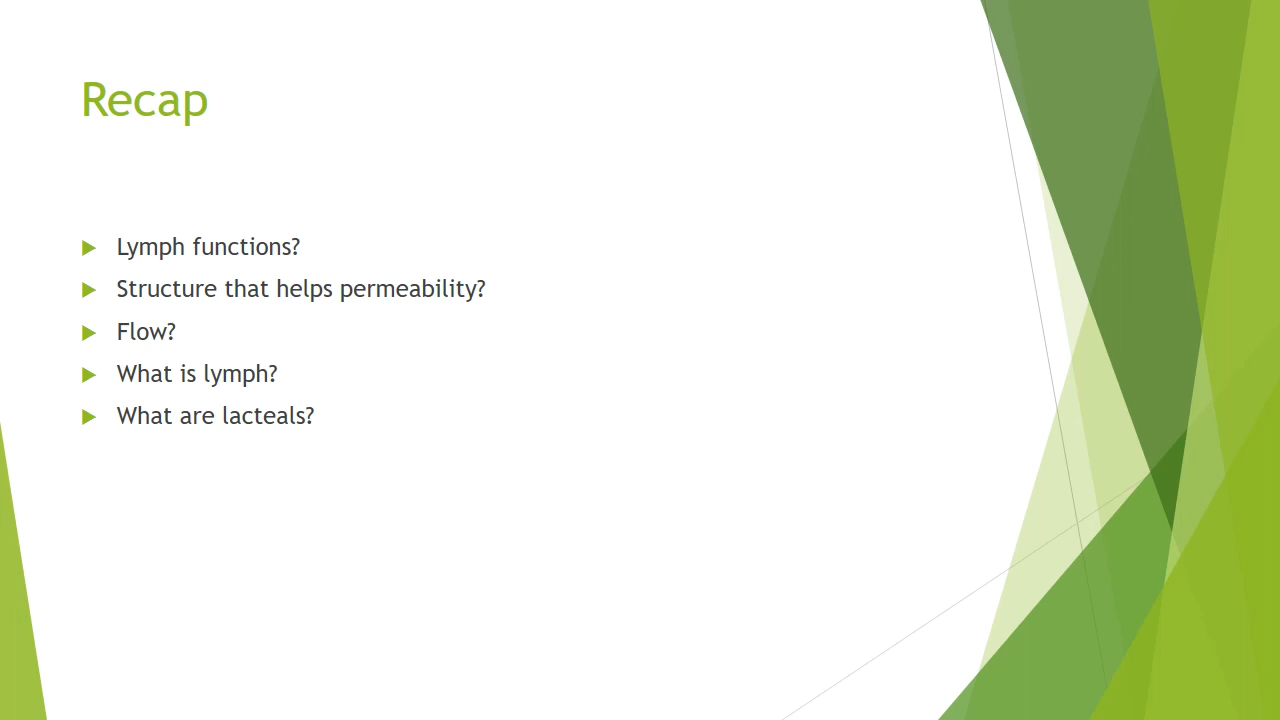 Recap
Lymph functions?
Structure that helps permeability?
Flow?
What is lymph?
What are lacteals?